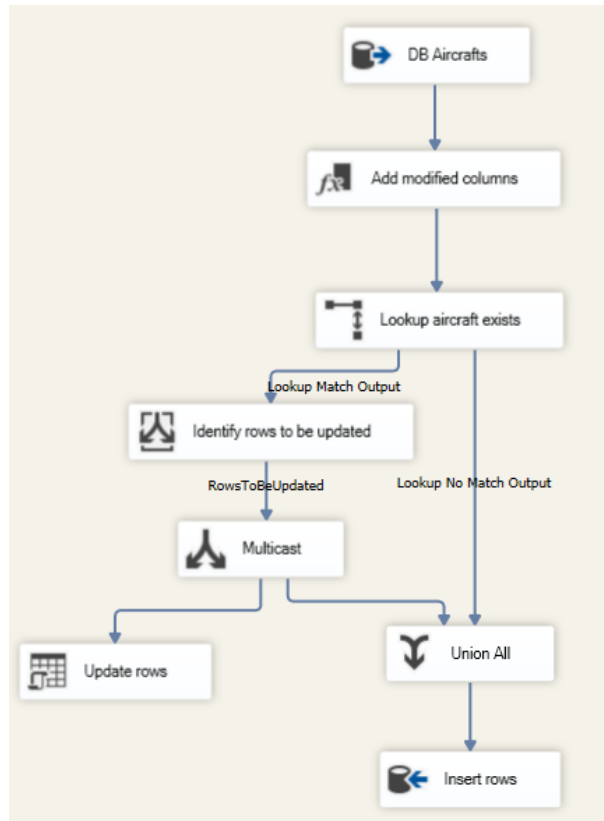 DB Aircrafts
Add modified columns
Lookup aircraft exists
Lookup Match Output
Identify rows to be updated
RowsToBeUpdated
Lookup No Match Output
Multicast
Update rows
Union All
Insert rows